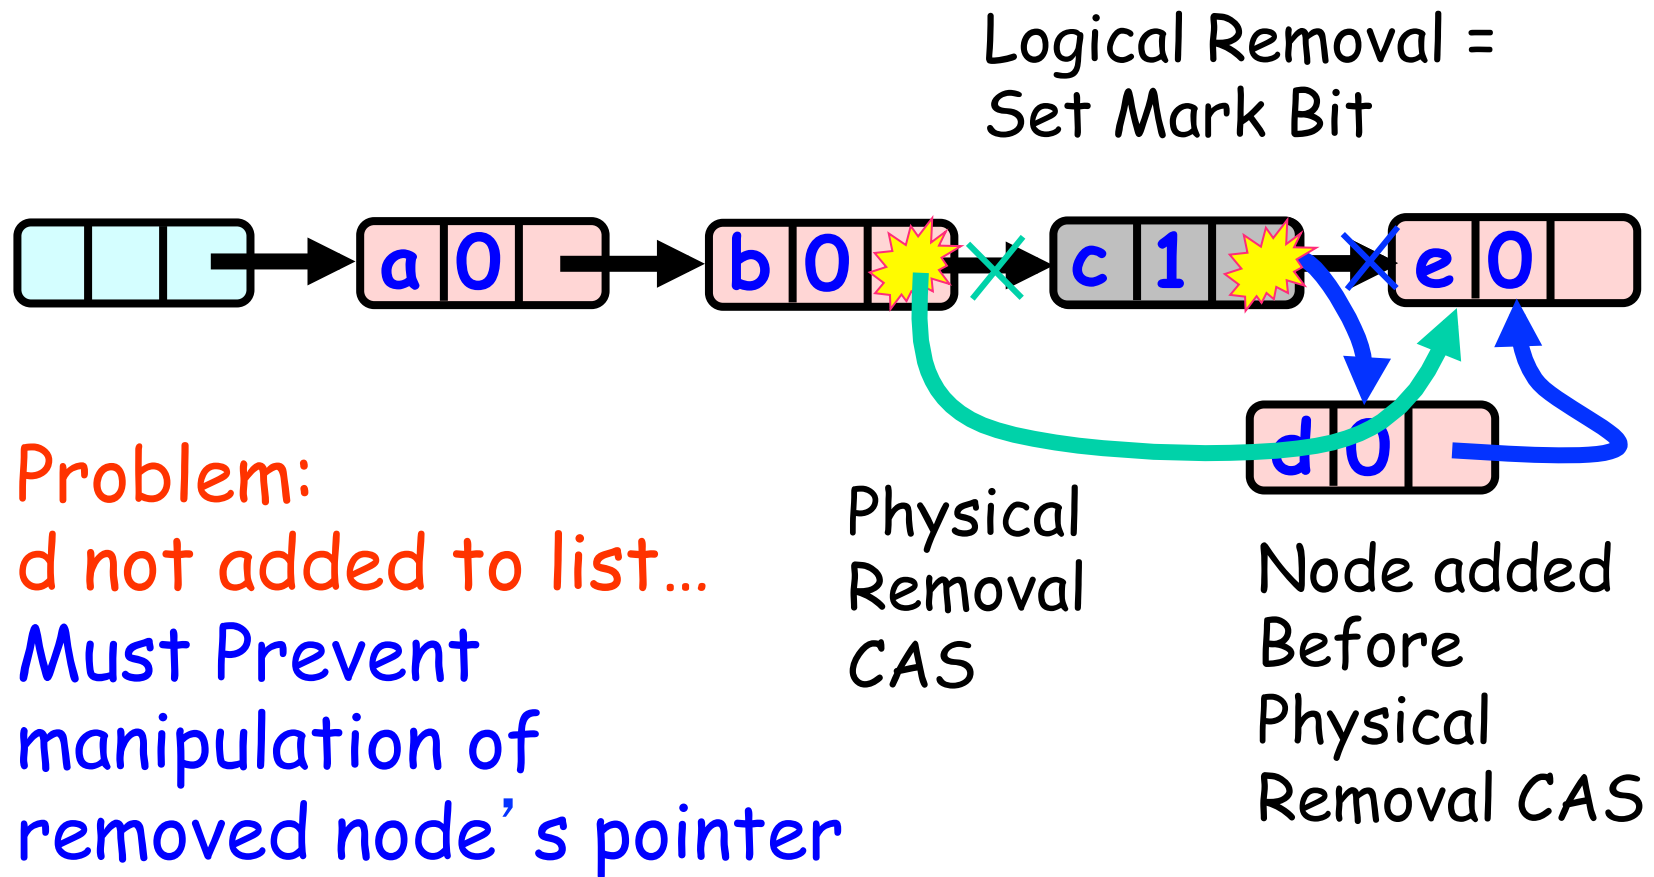 Logical Removal =
Set Mark Bit
a 0
b 0
c 1
e 0
d 0
Problem:
d not added to list…
Must Prevent
manipulation of
removed node’s pointer
Physical
Removal
CAS
Node added
Before
Physical
Removal CAS